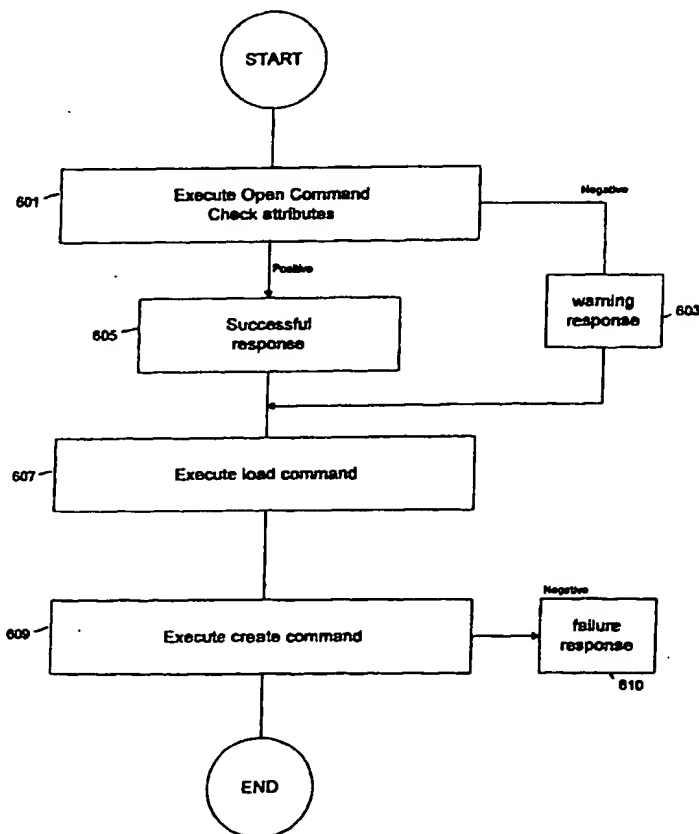 START
601
Execute Open Command
Check attributes
Negative
Positive
605
Successful
response
warning
response
603
607
Execute load command
609
Execute create command
Negative
failure
response
610
END